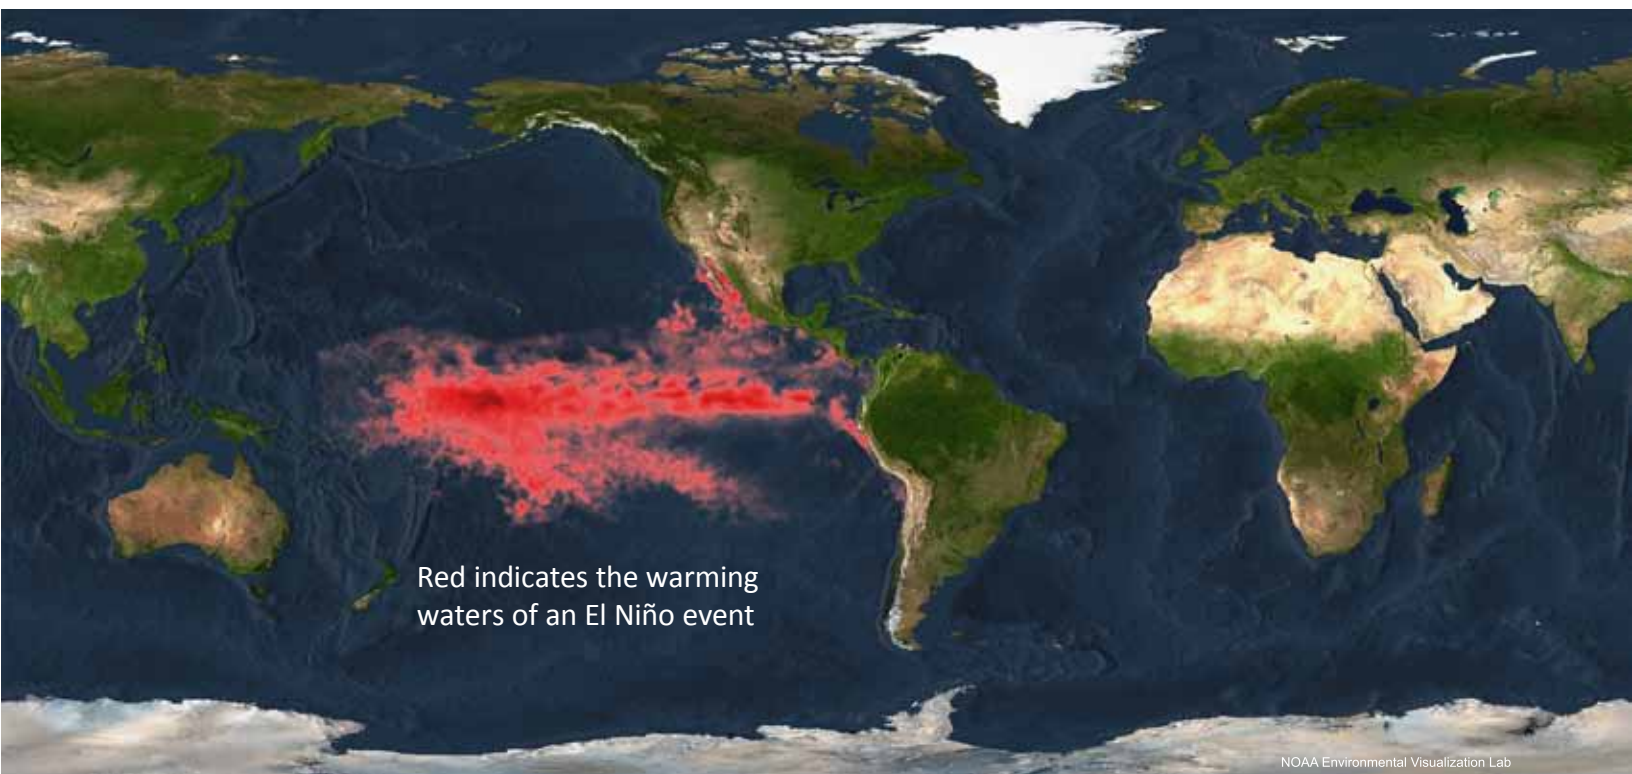 Red indicates the warming
waters of an El Niño event
NOAA Environmental Visualization Lab